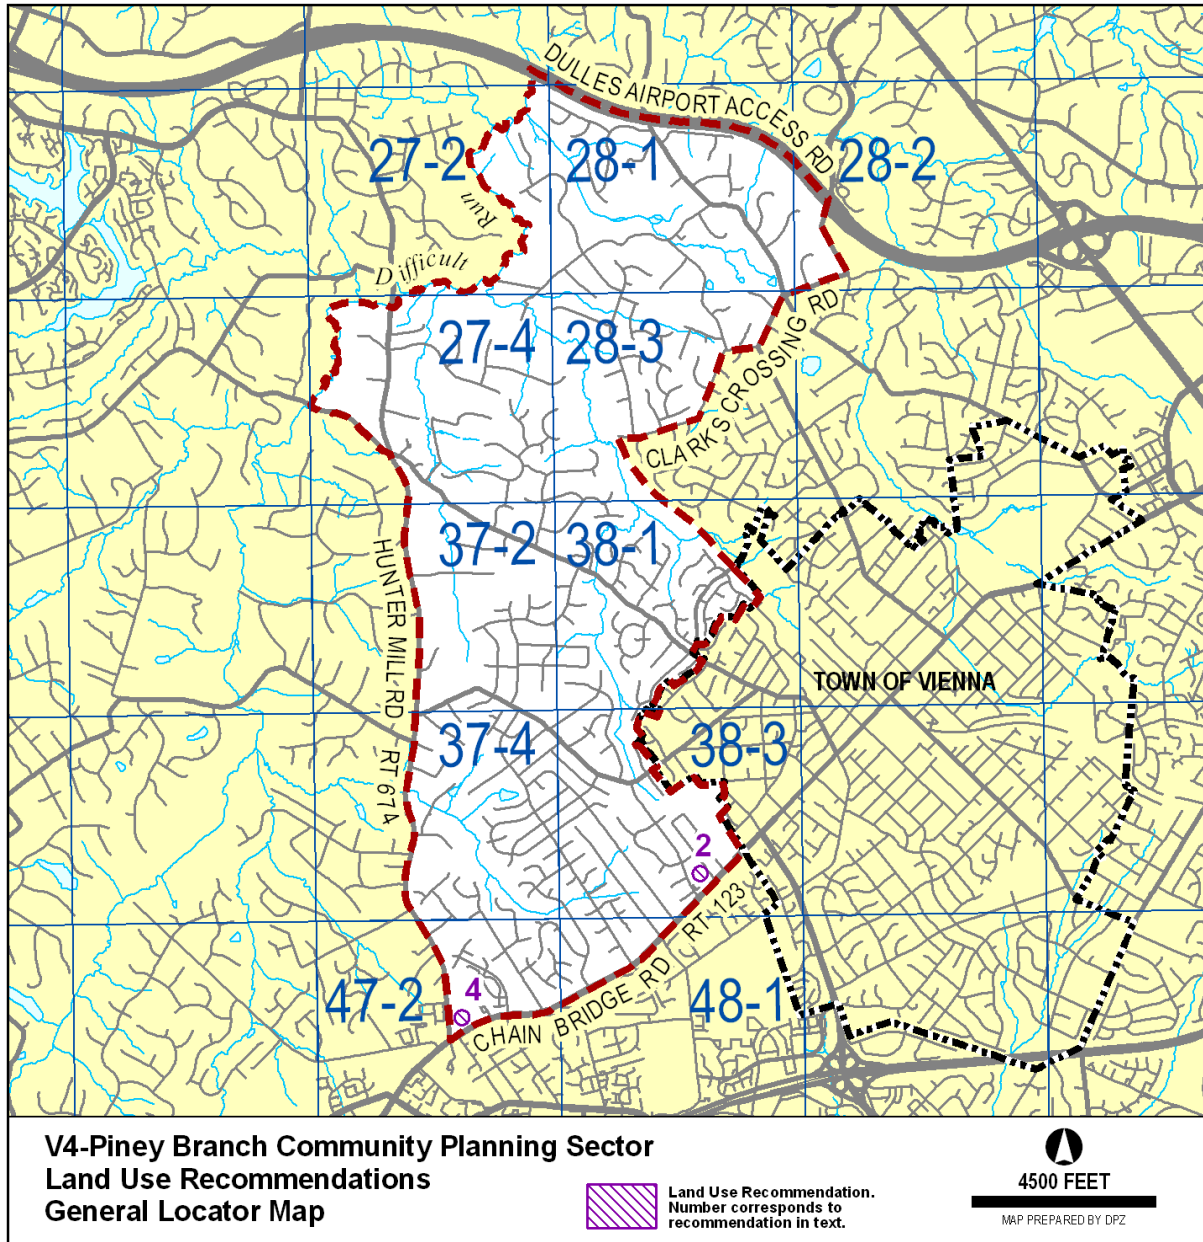 DULLES AIRPORT ACCESS RD
27-2
28-1
28-2
Run
Difficult
27-4
28-3
CLARKS CROSSING RD
37-2
38-1
HUNTER MILL RD RT 674
TOWN OF VIENNA
37-4
38-3
2
RT 123
47-2
4
48-1
CHAIN BRIDGE RD
V4-Piney Branch Community Planning Sector
Land Use Recommendations
General Locator Map
Land Use Recommendation.
Number corresponds to
recommendation in text.
4500 FEET
MAP PREPARED BY DPZ